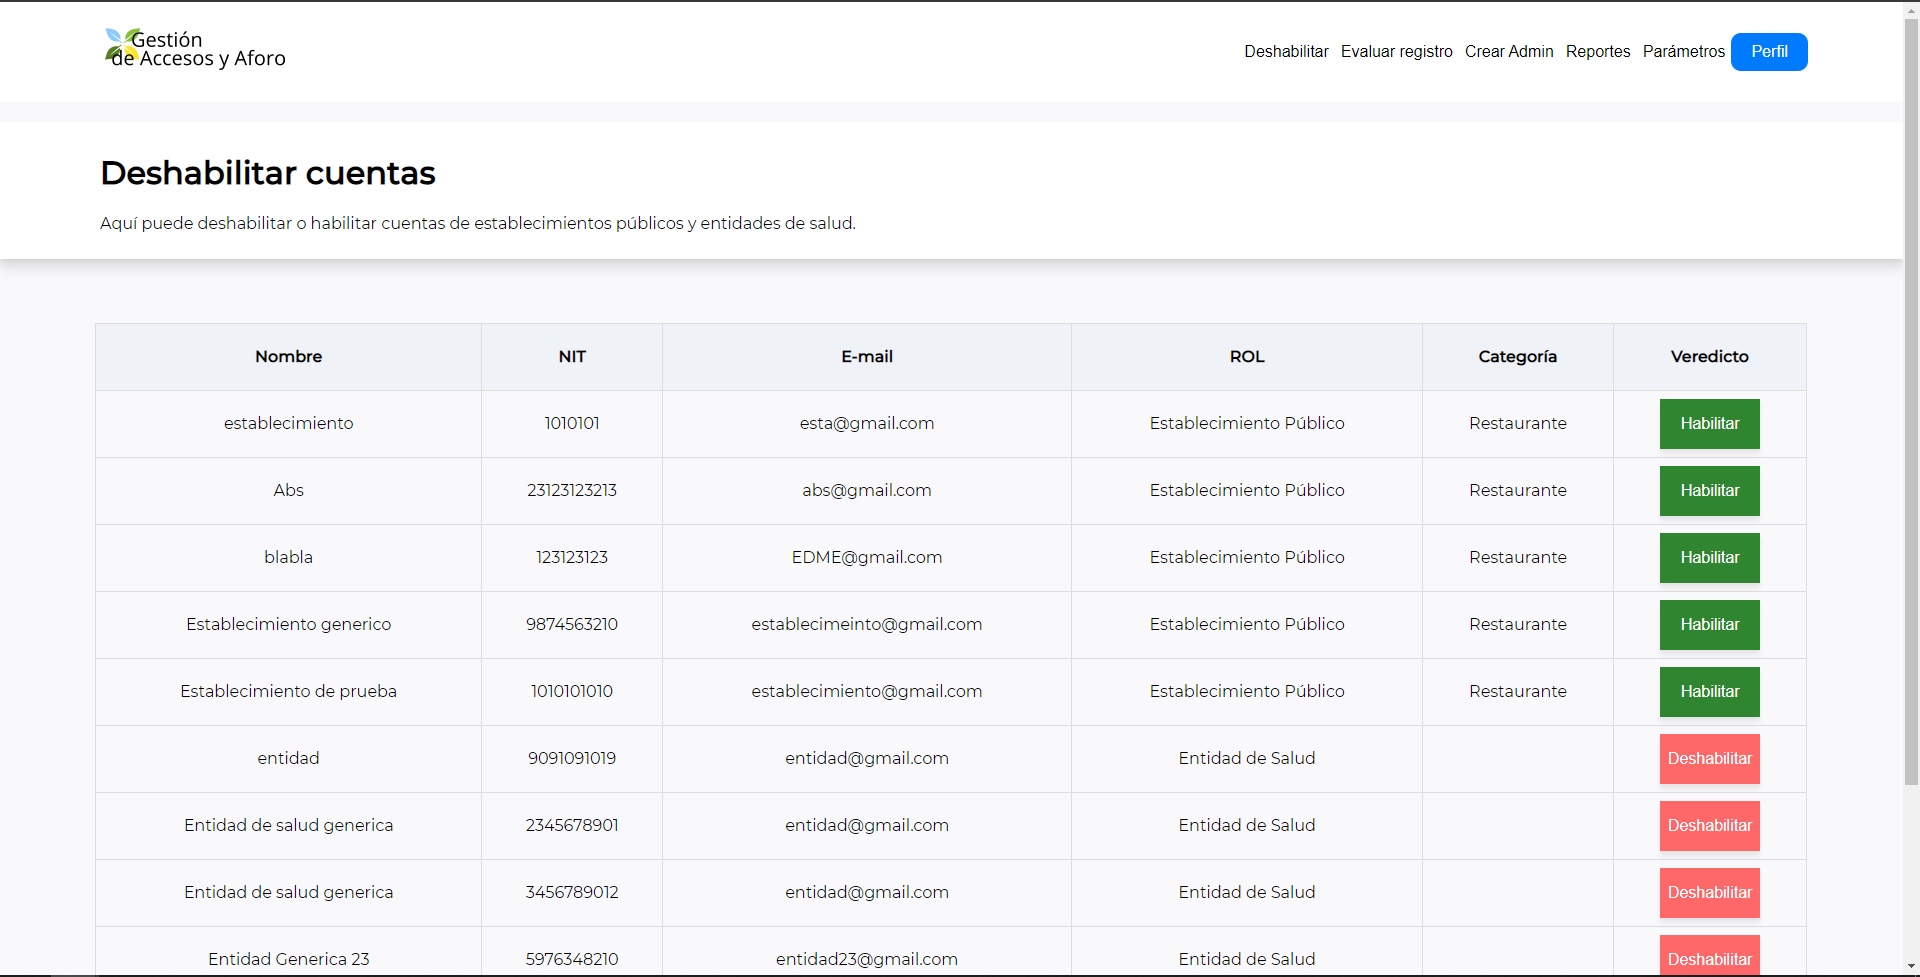 Gestión
de Accesos y Aforo
Deshabilitar Evaluar registro Crear Admin Reportes Parámetros Perfil
Deshabilitar cuentas
Aquí puede deshabilitar o habilitar cuentas de establecimientos públicos y entidades de salud.
Nombre NIT E-mail ROL Categoría Veredicto
establecimiento 1010101 esta@gmail.com Establecimiento Público Restaurante Habilitar
Abs 23123123213 abs@gmail.com Establecimiento Público Restaurante Habilitar
blabla 123123123 EDME@gmail.com Establecimiento Público Restaurante Habilitar
Establecimiento generico 9874563210 establecimeinto@gmail.com Establecimiento Público Restaurante Habilitar
Establecimiento de prueba 1010101010 establecimiento@gmail.com Establecimiento Público Restaurante Habilitar
entidad 9091091019 entidad@gmail.com Entidad de Salud Deshabilitar
Entidad de salud generica 2345678901 entidad@gmail.com Entidad de Salud Deshabilitar
Entidad de salud generica 3456789012 entidad@gmail.com Entidad de Salud Deshabilitar
Entidad Generica 23 5976348210 entidad23@gmail.com Entidad de Salud Deshabilitar